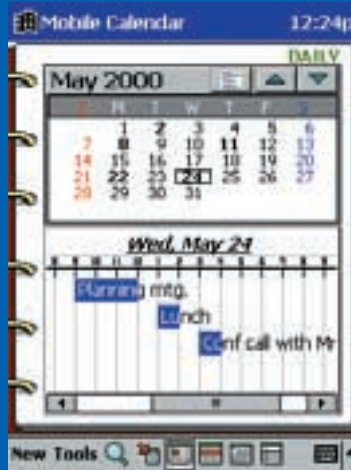 Mobile Calendar 12:24p
DAILY
May 2000
S M T W T F S
1 2 3 4 5 6
7 8 9 10 11 12 13
14 15 16 17 18 19 20
21 22 23 24 25 26 27
28 29 30 31
Wed, May 24
Planning mtg.
Lunch
Conf call with Mr
New Tools